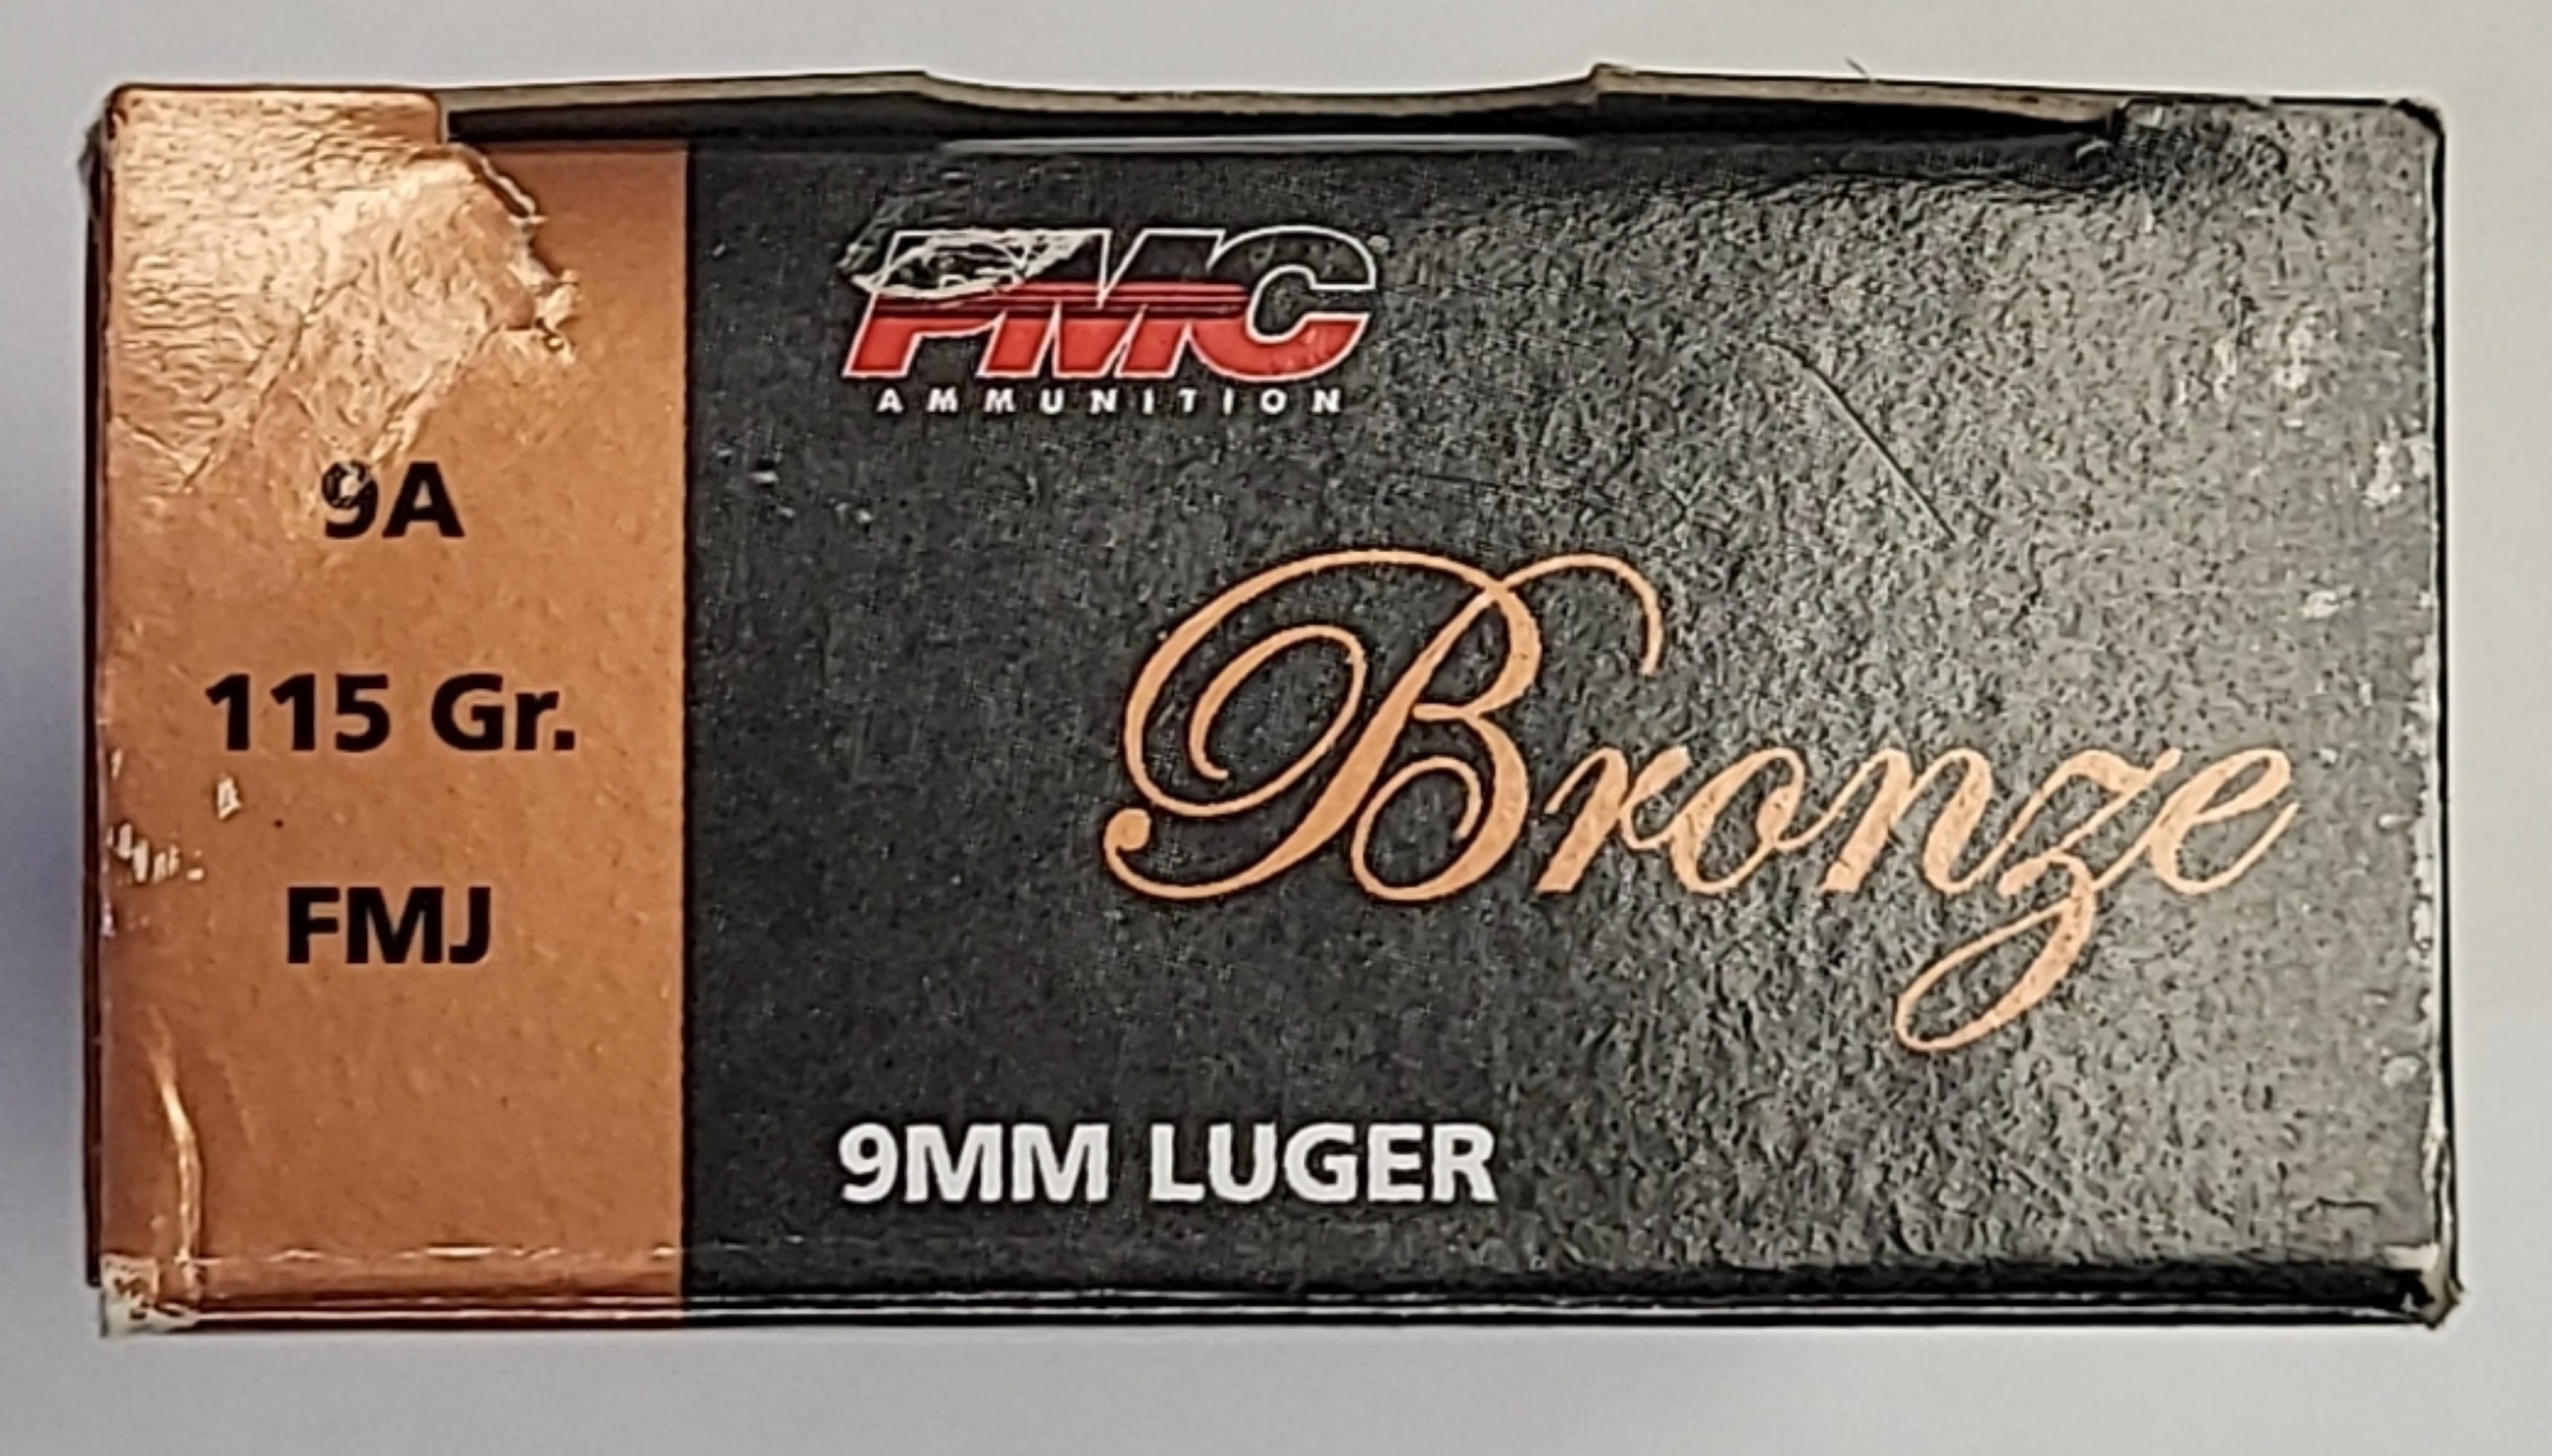 9A
115 Gr.
FMJ
PMC
AMMUNITION
Bronze
9MM LUGER